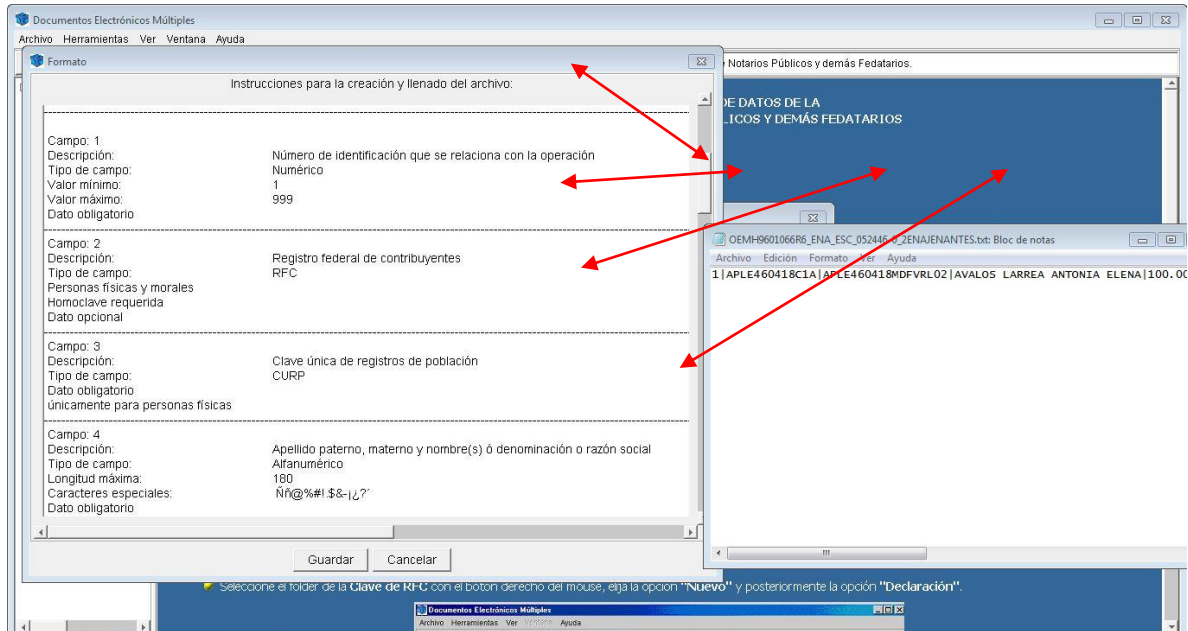 Documentos Electrónicos Múltiples
Archivo Herramientas Ver Ventana Ayuda
Formato
Instrucciones para la creación y llenado del archivo:
Campo: 1
Descripción: Número de identificación que se relaciona con la operación
Tipo de campo: Numérico
Valor mínimo: 1
Valor máximo: 999
Dato obligatorio
Campo: 2
Descripción: Registro federal de contribuyentes
Tipo de campo: RFC
Personas físicas y morales
Homoclave requerida
Dato opcional
Campo: 3
Descripción: Clave única de registros de población
Tipo de campo: CURP
Dato obligatorio
únicamente para personas físicas
Campo: 4
Descripción: Apellido paterno, materno y nombre(s) ó denominación o razón social
Tipo de campo: Alfanumérico
Longitud máxima: 180
Caracteres especiales: Ññ@%#!.$&-¡¿?´
Dato obligatorio
Guardar Cancelar
Notarios Públicos y demás Fedatarios.
DE DATOS DE LA
LICOS Y DEMÁS FEDATARIOS
OEMH9601066R6_ENA_ESC_052446_0_2ENAJENANTES.txt: Bloc de notas
Archivo Edición Formato Ver Ayuda
1|APLE460418C1A|APLE460418MDFVRL02|AVALOS LARREA ANTONIA ELENA|100.00
Seleccione el folder de la Clave de RFC con el botón derecho del mouse, elija la opción "Nuevo" y posteriormente la opción "Declaración".
Documentos Electrónicos Múltiples
Archivo Herramientas Ver Ventana Ayuda